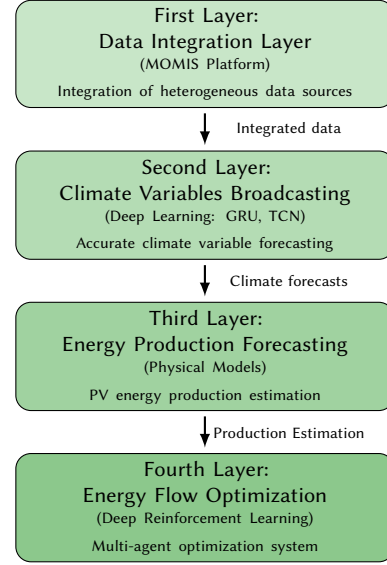 First Layer:
Data Integration Layer
(MOMIS Platform)
Integration of heterogeneous data sources
Integrated data
Second Layer:
Climate Variables Broadcasting
(Deep Learning: GRU, TCN)
Accurate climate variable forecasting
Climate forecasts
Third Layer:
Energy Production Forecasting
(Physical Models)
PV energy production estimation
Production Estimation
Fourth Layer:
Energy Flow Optimization
(Deep Reinforcement Learning)
Multi-agent optimization system